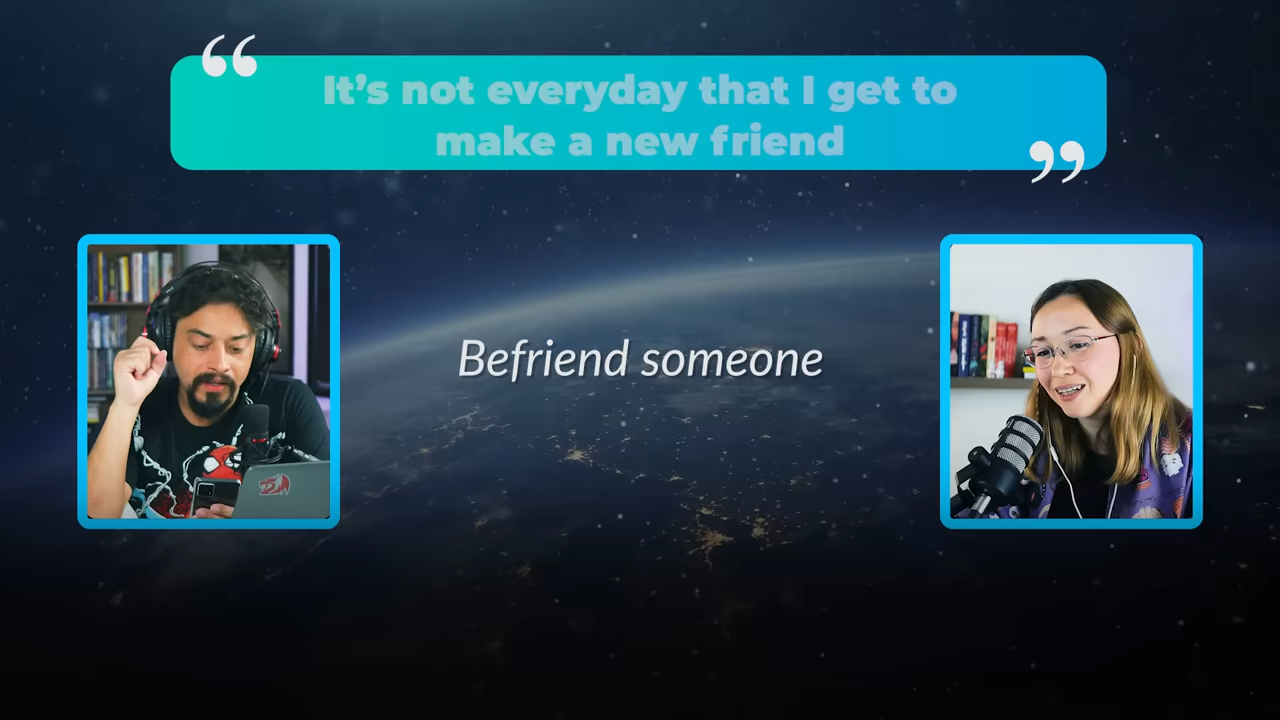 “
It’s not everyday that I get to
make a new friend
”
Befriend someone